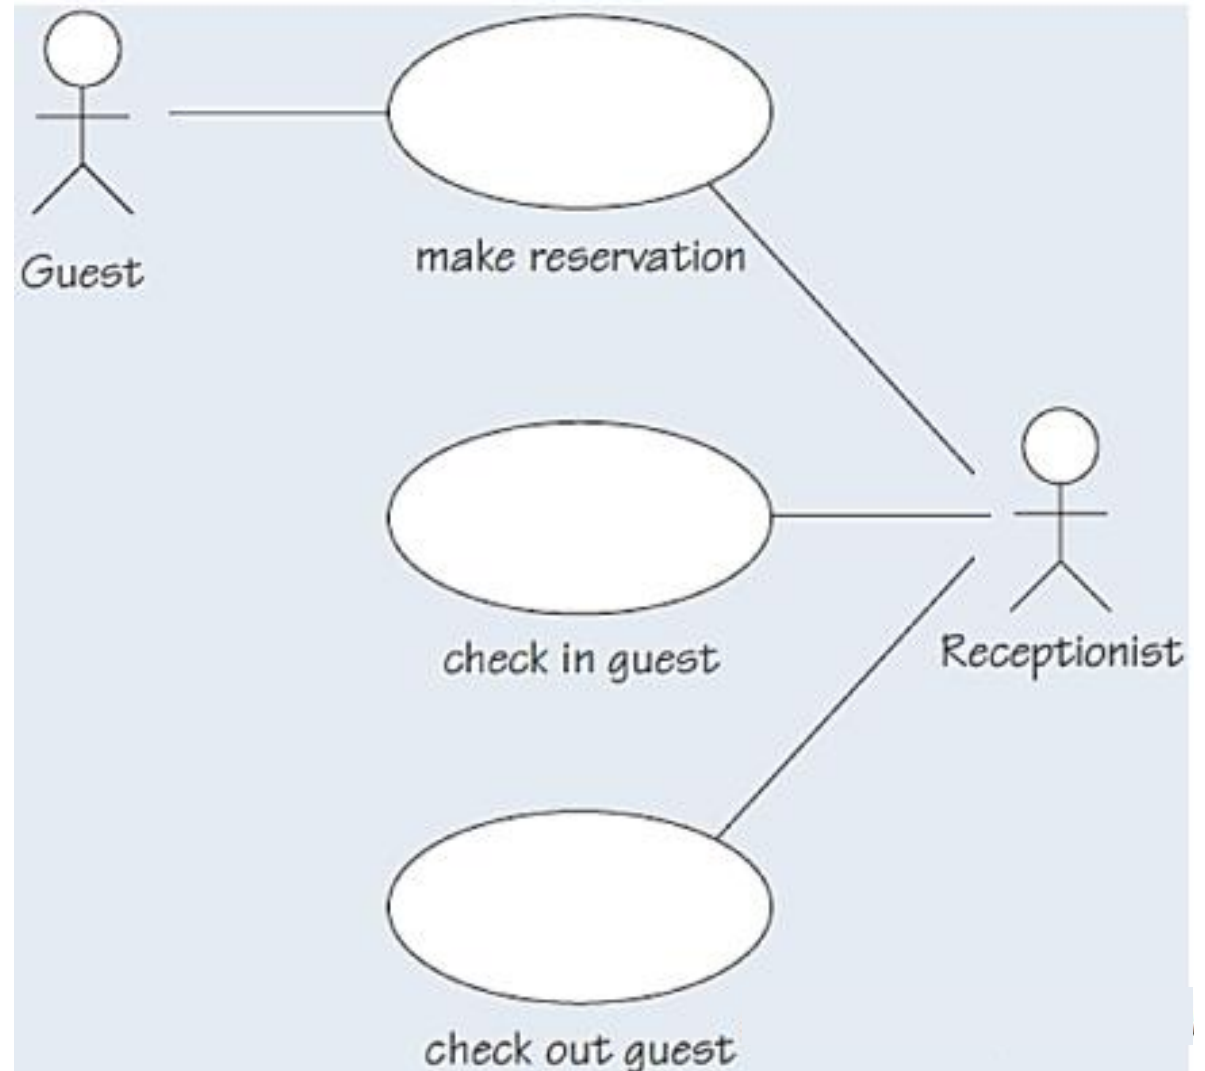 Guest
make reservation
check in guest
Receptionist
check out guest